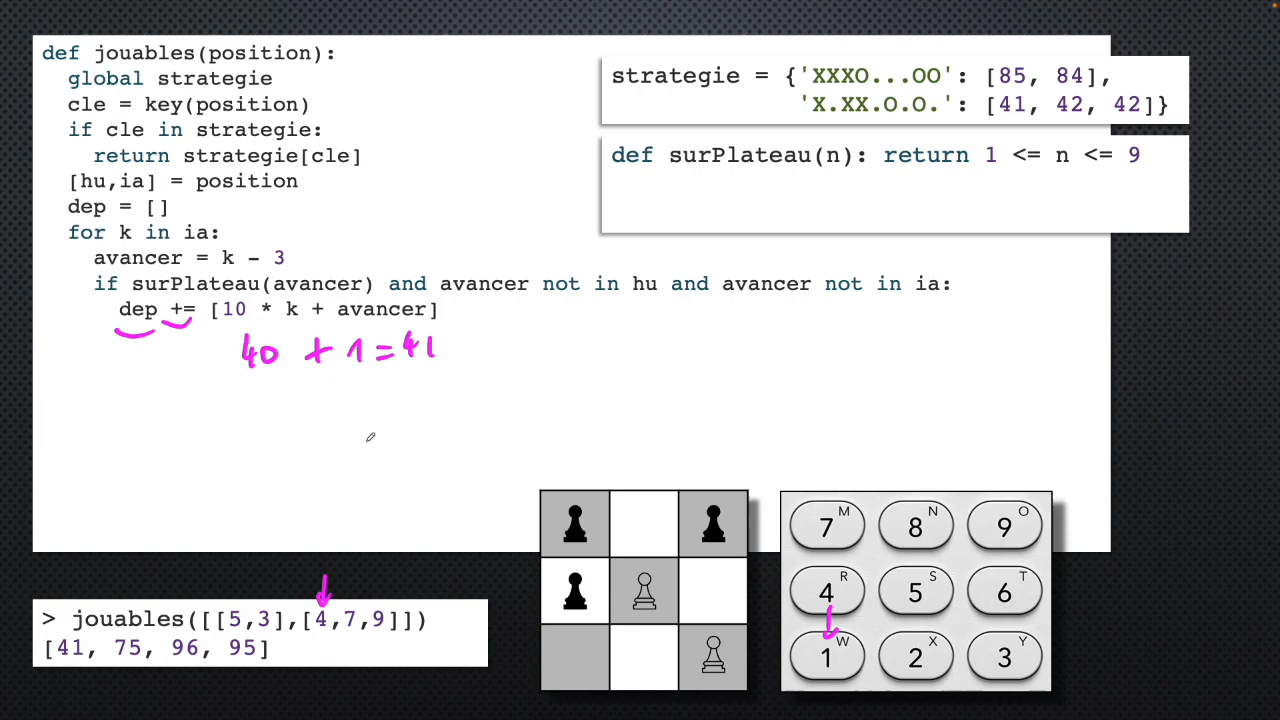 def jouables(position):
global strategie
cle = key(position)
if cle in strategie:
return strategie[cle]
[hu,ia] = position
dep = []
for k in ia:
avancer = k - 3
if surPlateau(avancer) and avancer not in hu and avancer not in ia:
dep += [10 * k + avancer]
40 + 1 = 41
strategie = {'XXXO...OO': [85, 84],
'X.XX.O.O.': [41, 42, 42]}
def surPlateau(n): return 1 <= n <= 9
> jouables([[5,3],[4,7,9]])
[41, 75, 96, 95]
7 M 8 N 9 O
4 R 5 S 6 T
1 W 2 X 3 Y